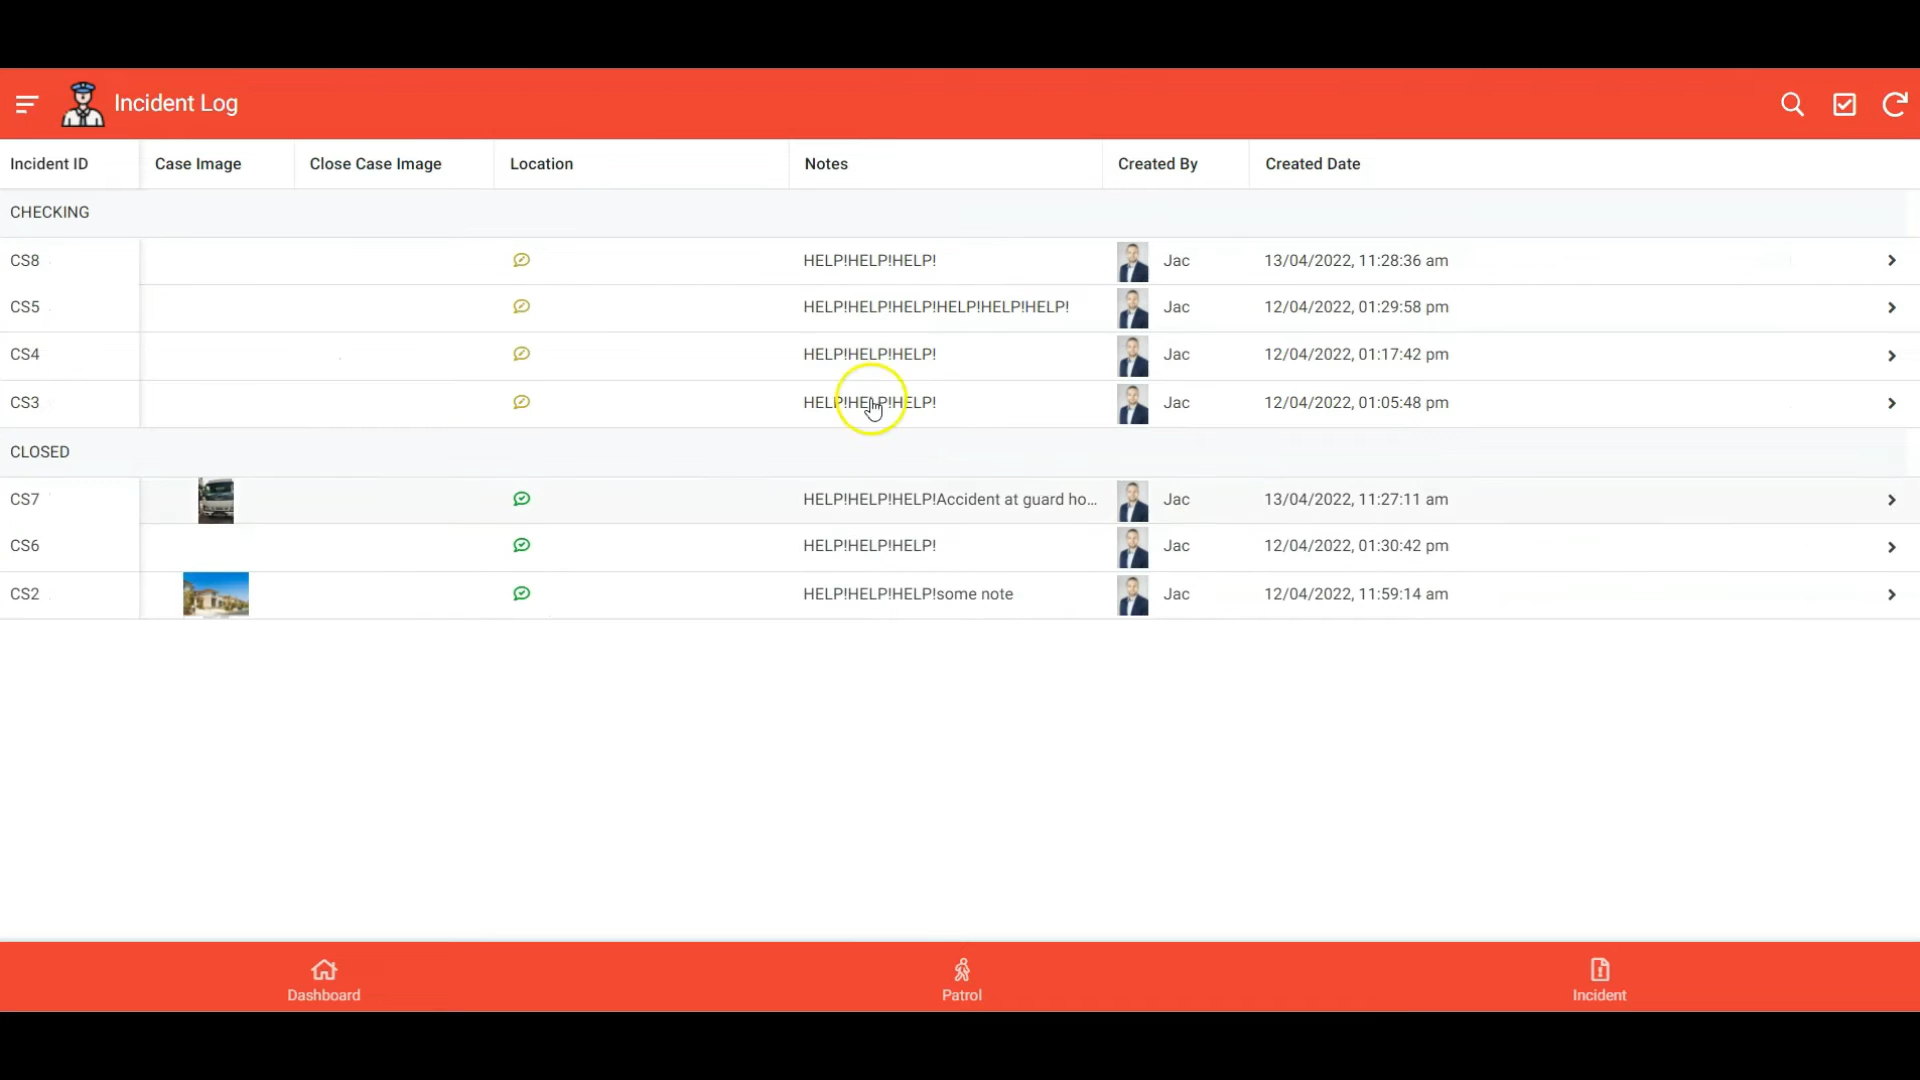 Incident Log
Incident ID Case Image Close Case Image Location Notes Created By Created Date
CHECKING
CS8 HELP!HELP!HELP! Jac 13/04/2022, 11:28:36 am
CS5 HELP!HELP!HELP!HELP!HELP!HELP! Jac 12/04/2022, 01:29:58 pm
CS4 HELP!HELP!HELP! Jac 12/04/2022, 01:17:42 pm
CS3 HELP!HELP!HELP! Jac 12/04/2022, 01:05:48 pm
CLOSED
CS7 HELP!HELP!HELP!Accident at guard ho... Jac 13/04/2022, 11:27:11 am
CS6 HELP!HELP!HELP! Jac 12/04/2022, 01:30:42 pm
CS2 HELP!HELP!HELP!some note Jac 12/04/2022, 11:59:14 am
Dashboard Patrol Incident